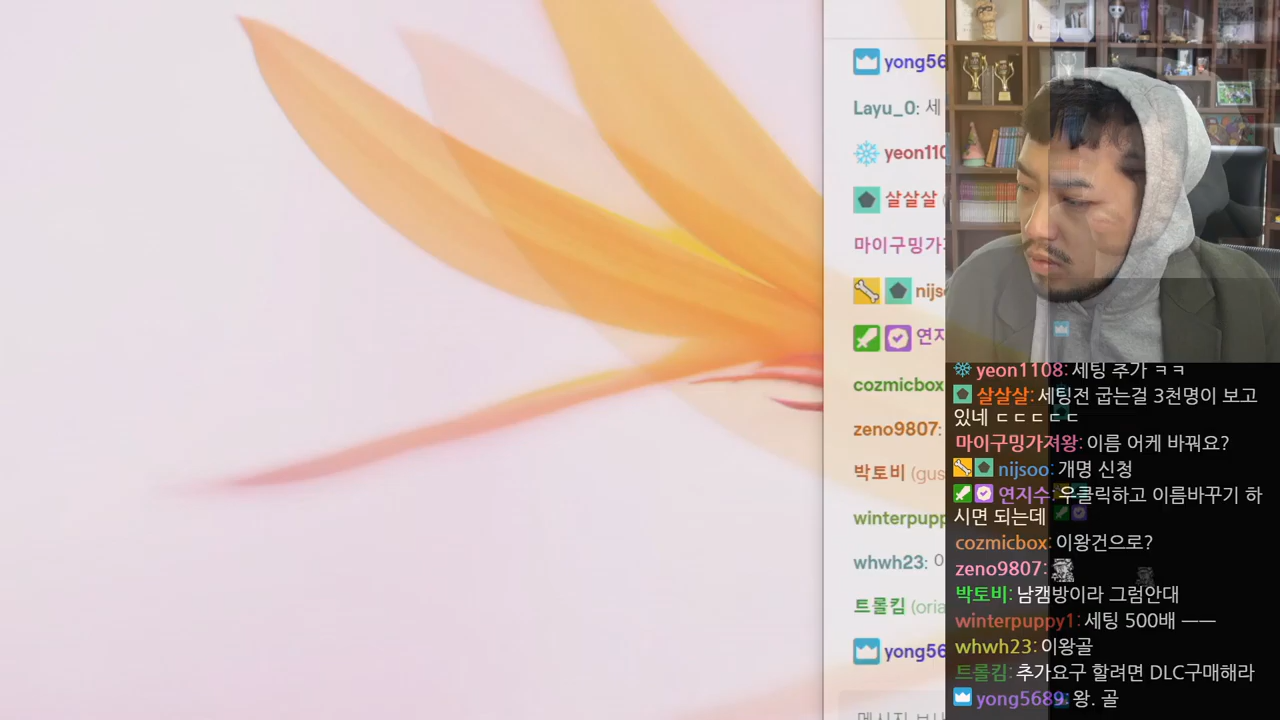 yong56
Layu_0: 세
yeon110
살살살
마이구밍가
nijs
연지
cozmicbox
zeno9807:
박토비 (gus
winterpupp
whwh23:
트롤킴 (oria
yong56
yeon1108: 세팅 추가 ㅋㅋ
살살살: 세팅전 굽는걸 3천명이 보고
있네 ㄷㄷㄷㄷㄷ
마이구밍가져왕: 이름 어케 바꿔요?
nijsoo: 개명 신청
연지수: 우클릭하고 이름바꾸기 하
시면 되는데
cozmicbox: 이왕건으로?
zeno9807:
박토비: 남캠방이라 그럼안대
winterpuppy1: 세팅 500배 ㅡㅡ
whwh23: 이왕골
트롤킴: 추가요구 할려면 DLC구매해라
yong5689: 왕. 골